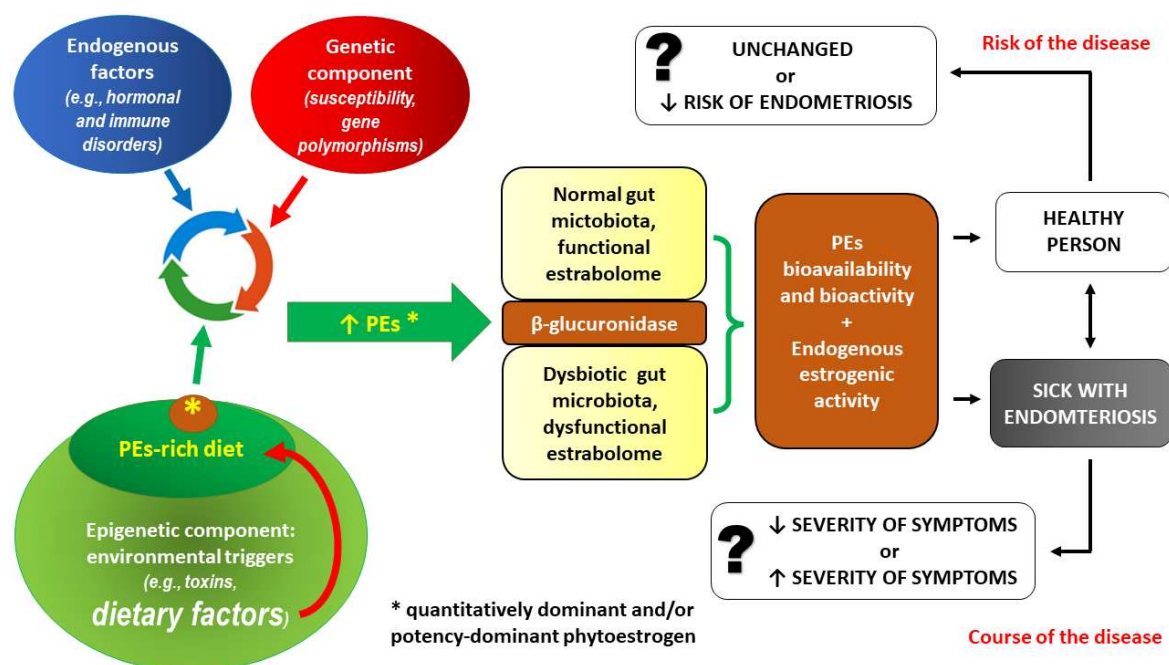 Endogenous
factors
(e.g., hormonal
and immune
disorders)
Genetic
component
(susceptibility,
gene
polymorphisms)
?
UNCHANGED
or
↓ RISK OF ENDOMETRIOSIS
Risk of the disease
↑ PEs *
Normal gut
mictobiota,
functional
estrabolome
β-glucuronidase
Dysbiotic gut
microbiota,
dysfunctional
estrabolome
PEs
bioavailability
and bioactivity
+
Endogenous
estrogenic
activity
HEALTHY
PERSON
SICK WITH
ENDOMTERIOSIS
*
PEs-rich diet
Epigenetic component:
environmental triggers
(e.g., toxins,
dietary factors)
?
↓ SEVERITY OF SYMPTOMS
or
↑ SEVERITY OF SYMPTOMS
* quantitatively dominant and/or
potency-dominant phytoestrogen
Course of the disease